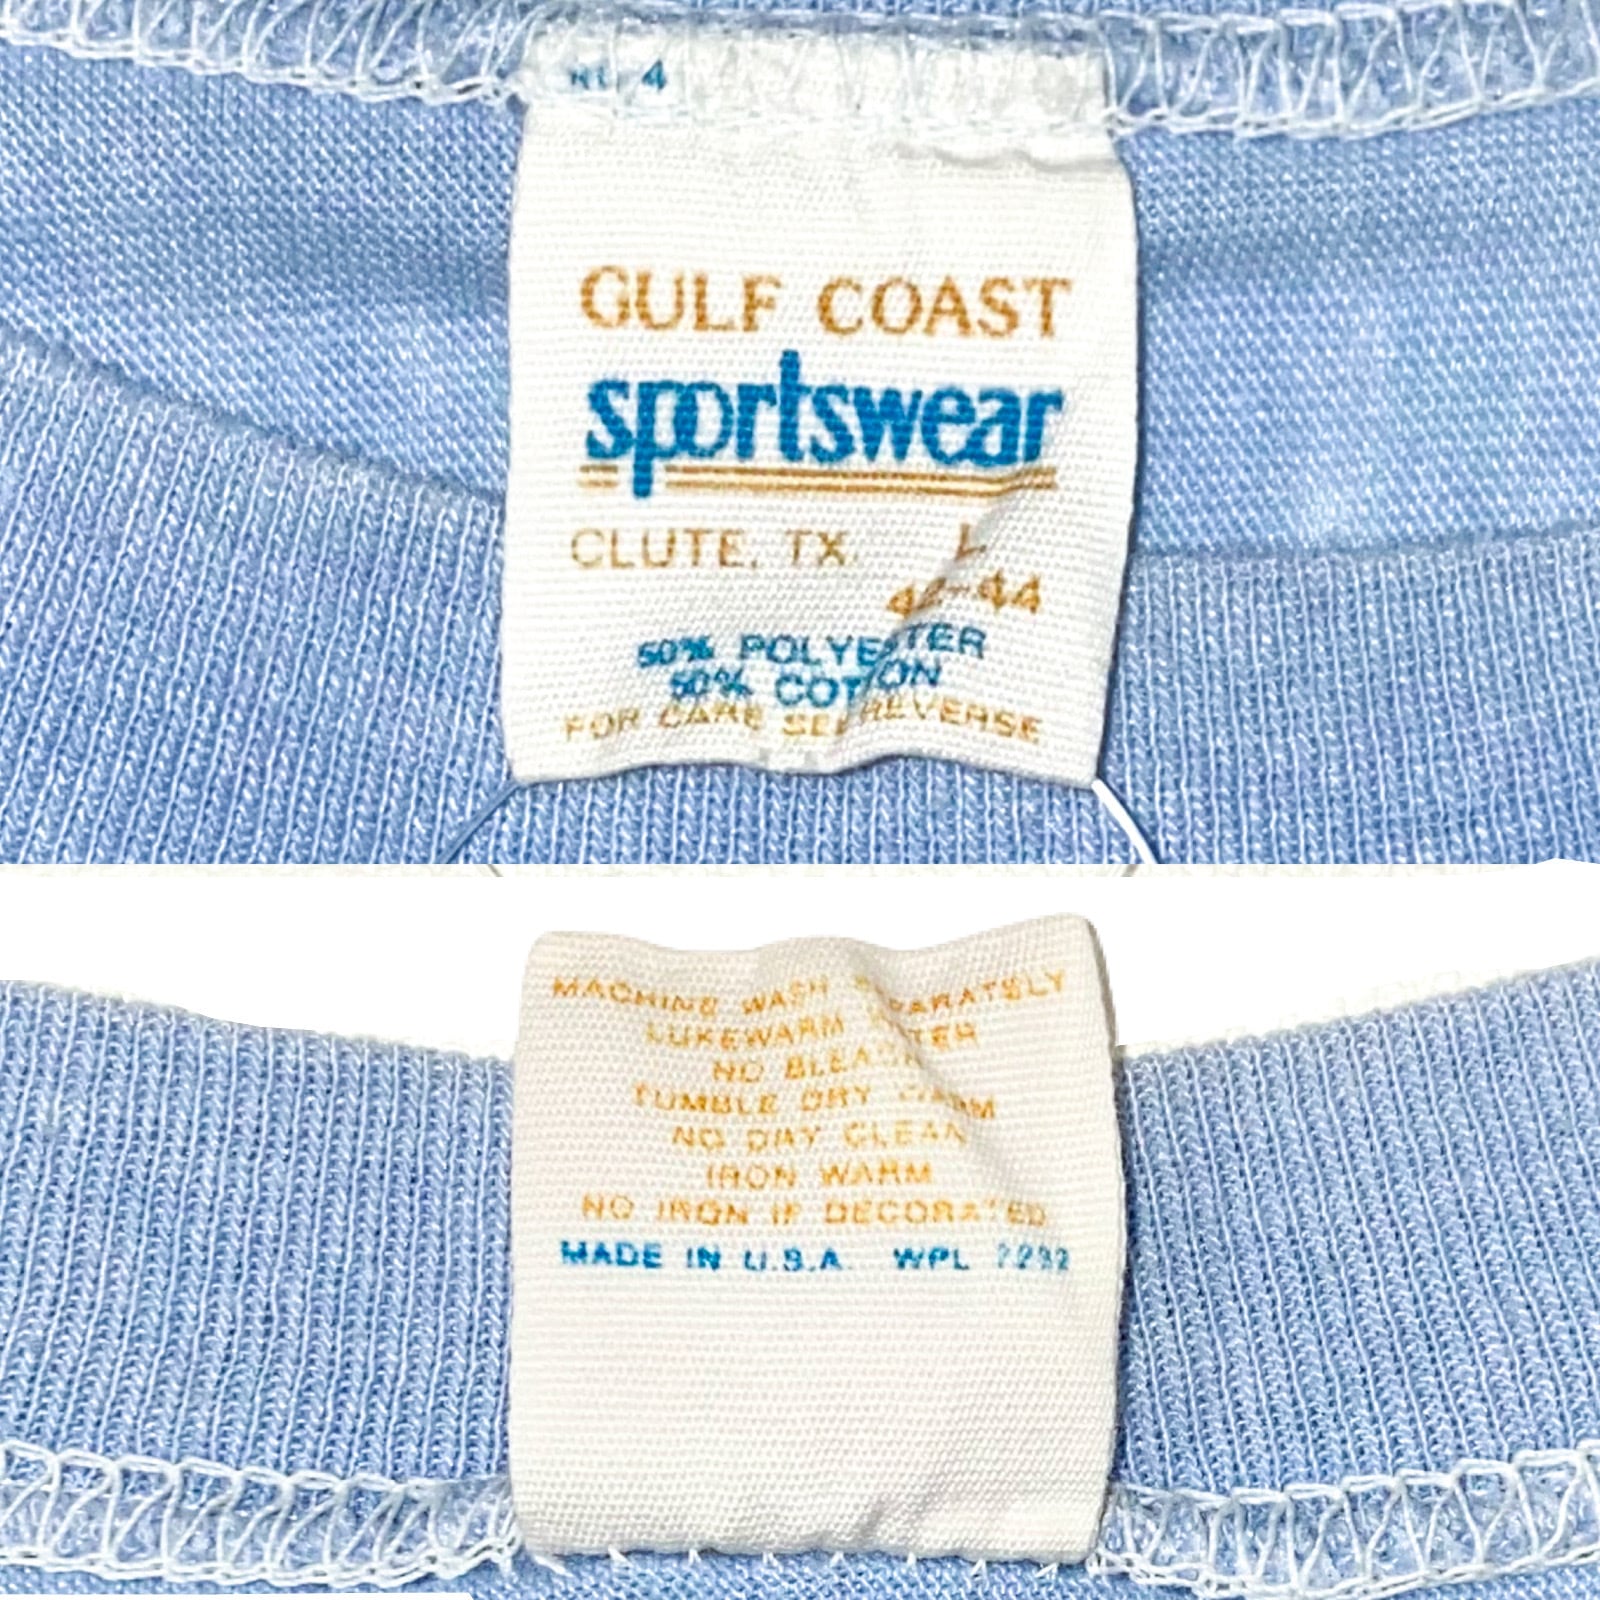 4
GULF COAST
sportswear
CLUTE, TX. L
42-44
50% POLYESTER
50% COTTON
FOR CARE SEE REVERSE
MACHINE WASH SEPARATELY
LUKEWARM WATER
NO BLEACH
TUMBLE DRY WARM
NO DRY CLEAN
IRON WARM
NO IRON IF DECORATED
MADE IN U.S.A. WPL